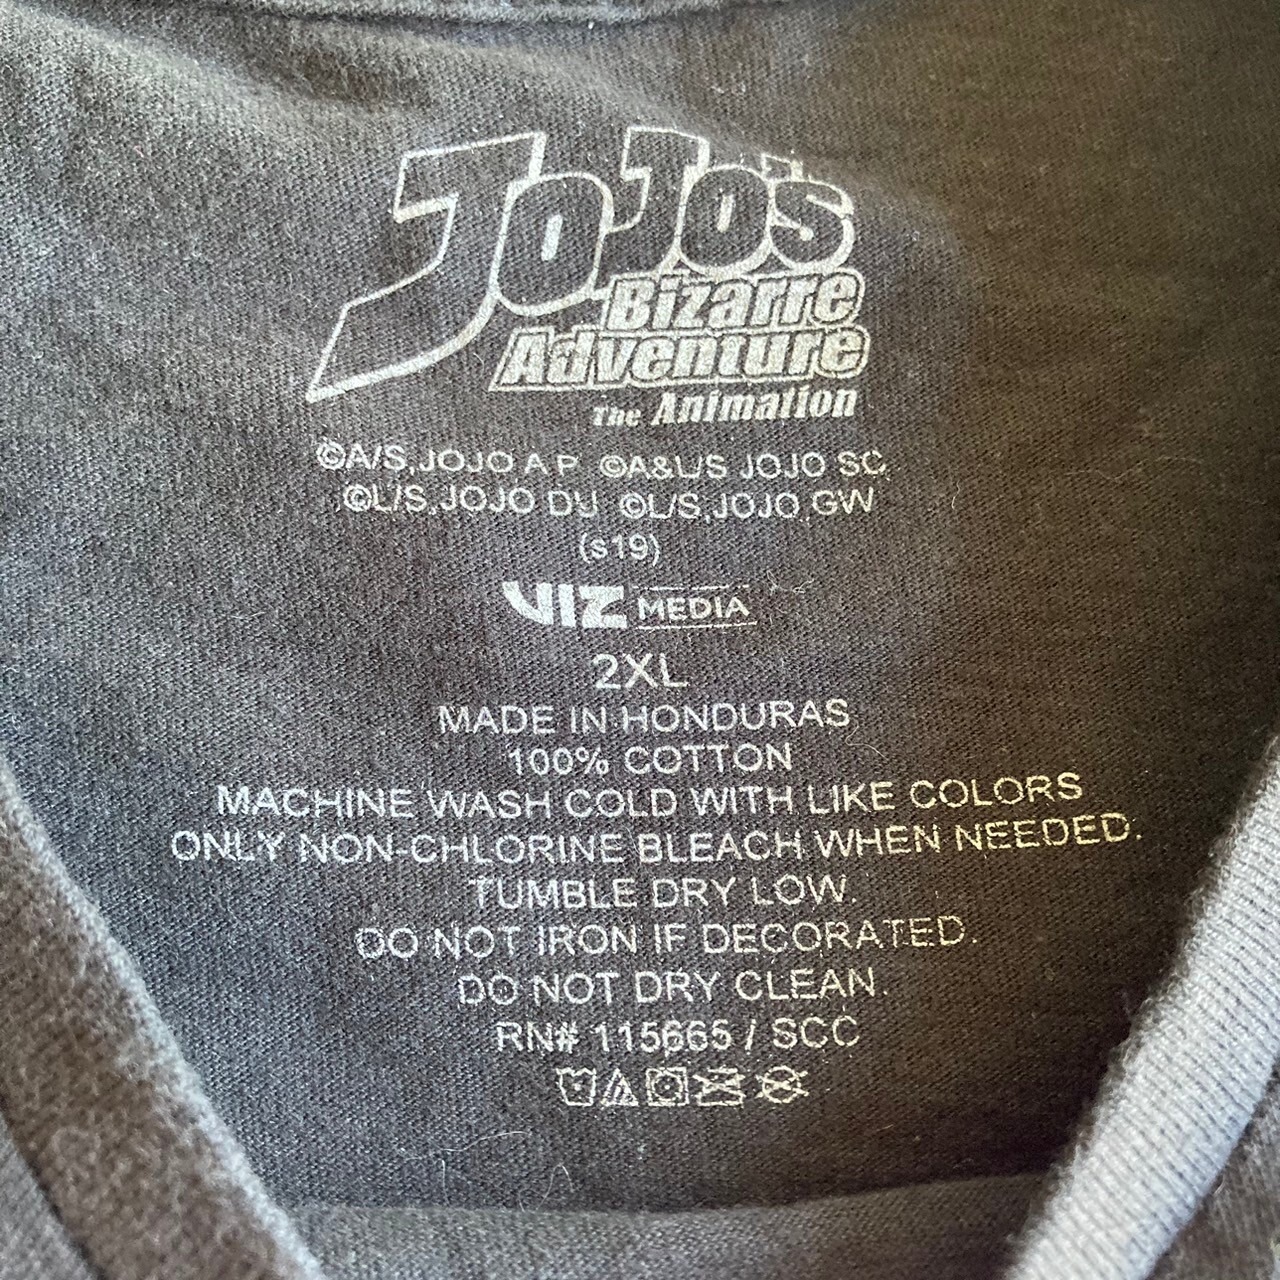 JoJo's
Bizarre
Adventure
The Animation
©A/S,JOJO A.P. ©A&L/S JOJO SC,
©L/S,JOJO DU ©L/S,JOJO,GW
(s19)
VIZ MEDIA
2XL
MADE IN HONDURAS
100% COTTON
MACHINE WASH COLD WITH LIKE COLORS
ONLY NON-CHLORINE BLEACH WHEN NEEDED.
TUMBLE DRY LOW.
DO NOT IRON IF DECORATED.
DO NOT DRY CLEAN.
RN# 115665 / SCC